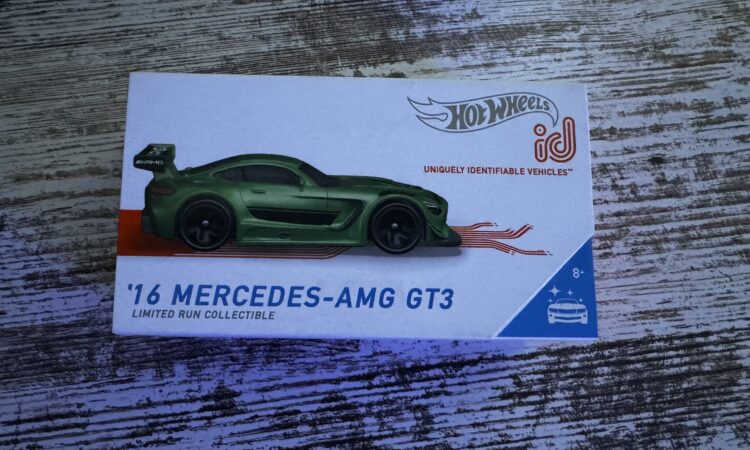 HOT WHEELS
id
UNIQUELY IDENTIFIABLE VEHICLES™
AMG
'16 MERCEDES-AMG GT3
LIMITED RUN COLLECTIBLE
8+